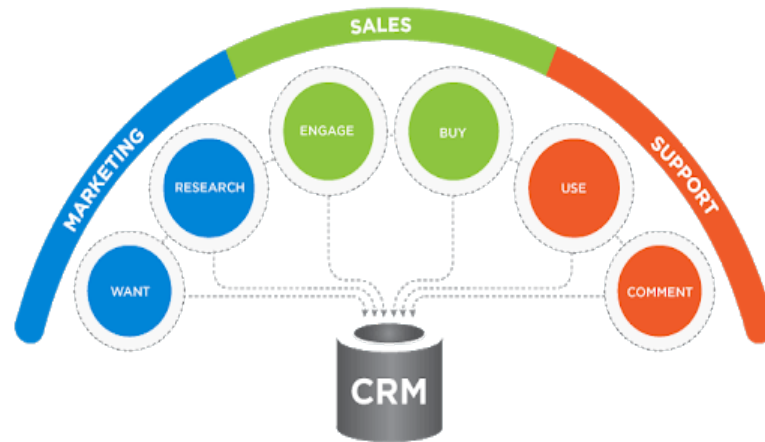 SALES
MARKETING
SUPPORT
ENGAGE
BUY
RESEARCH
USE
WANT
COMMENT
CRM